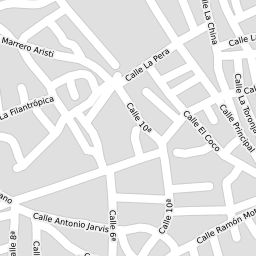 Marrero Aristi
Calle La Pera
Calle La China
La Filantrópica
Calle 10ª
Calle El Coco
Calle Principal
Calle La Toronja
Calle Antonio Jarvis
Calle 6ª
Calle 10ª
Calle Ramón